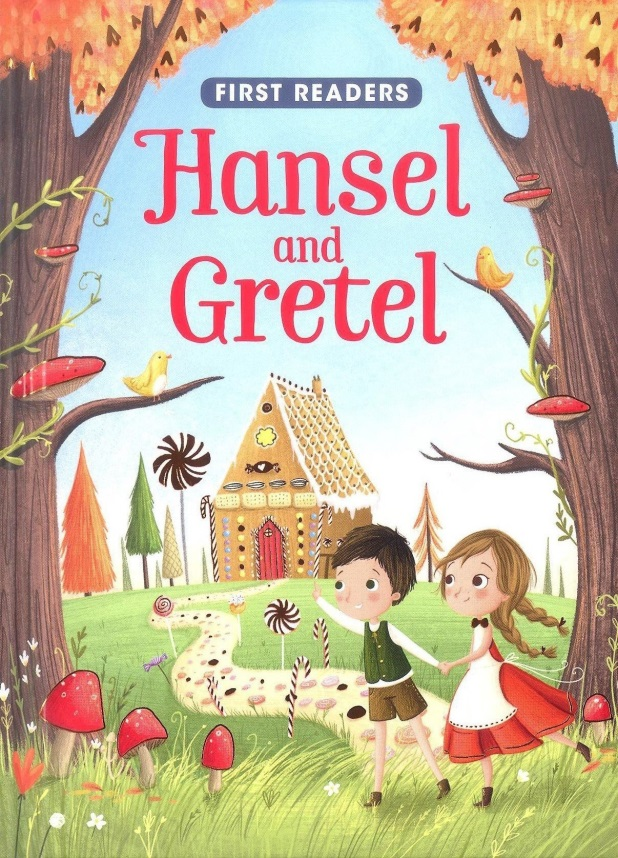 FIRST READERS
Hansel
and
Gretel